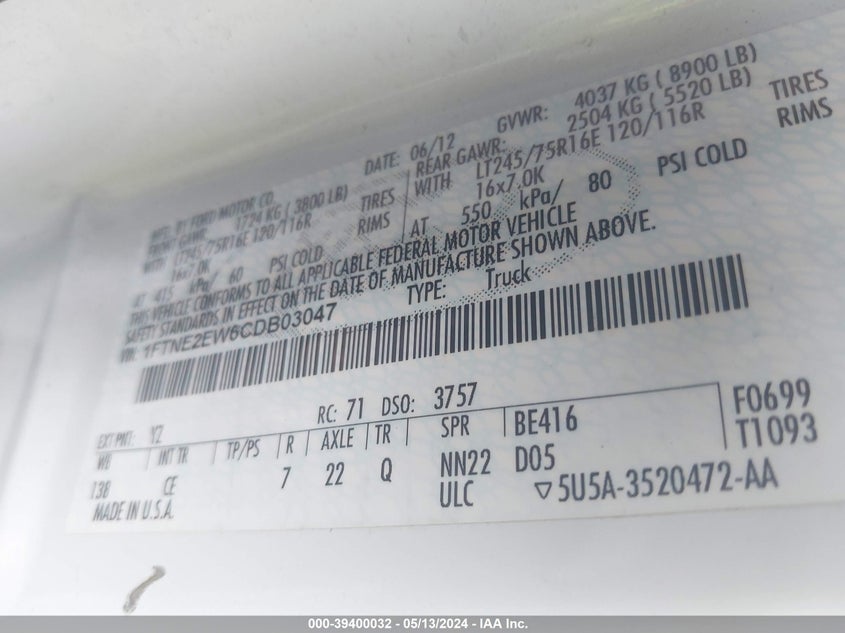 MFD. BY FORD MOTOR CO.
DATE: 06/12
GVWR: 4037 KG ( 8900 LB)
FRONT GAWR: 1724 KG ( 3800 LB)
REAR GAWR: 2504 KG ( 5520 LB)
WITH LT245/75R16E 120/116R TIRES
WITH LT245/75R16E 120/116R TIRES
16x7.0K RIMS
16x7.0K RIMS
AT 415 kPa/ 60 PSI COLD
AT 550 kPa/ 80 PSI COLD
THIS VEHICLE CONFORMS TO ALL APPLICABLE FEDERAL MOTOR VEHICLE
SAFETY STANDARDS IN EFFECT ON THE DATE OF MANUFACTURE SHOWN ABOVE.
VIN: 1FTNE2EW6CDB03047
TYPE: Truck
EXT PNT: YZ
RC: 71 DSO: 3757
WB INT TR TP/PS R AXLE TR SPR BE416 F0699
138 CE 7 22 Q NN22 D05 T1093
ULC ▽5U5A-3520472-AA
MADE IN U.S.A.
000-39400032 - 05/13/2024 - IAA Inc.